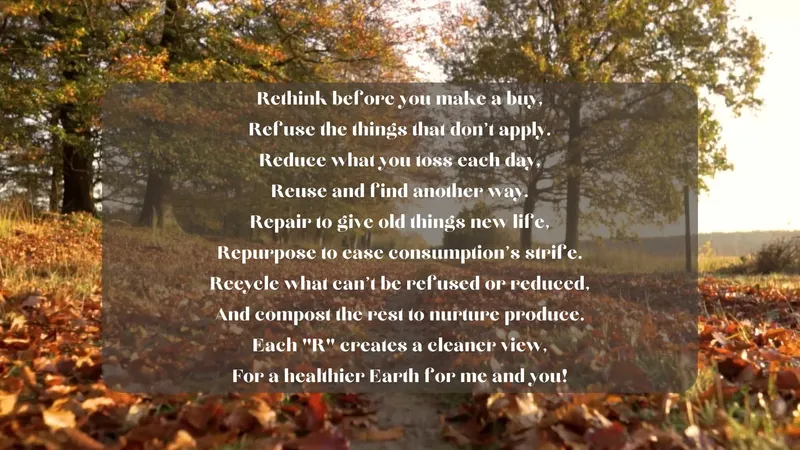 Rethink before you make a buy,
Refuse the things that don't apply.
Reduce what you toss each day,
Reuse and find another way.
Repair to give old things new life,
Repurpose to ease consumption's strife.
Recycle what can't be refused or reduced,
And compost the rest to nurture produce.
Each "R" creates a cleaner view,
For a healthier Earth for me and you!